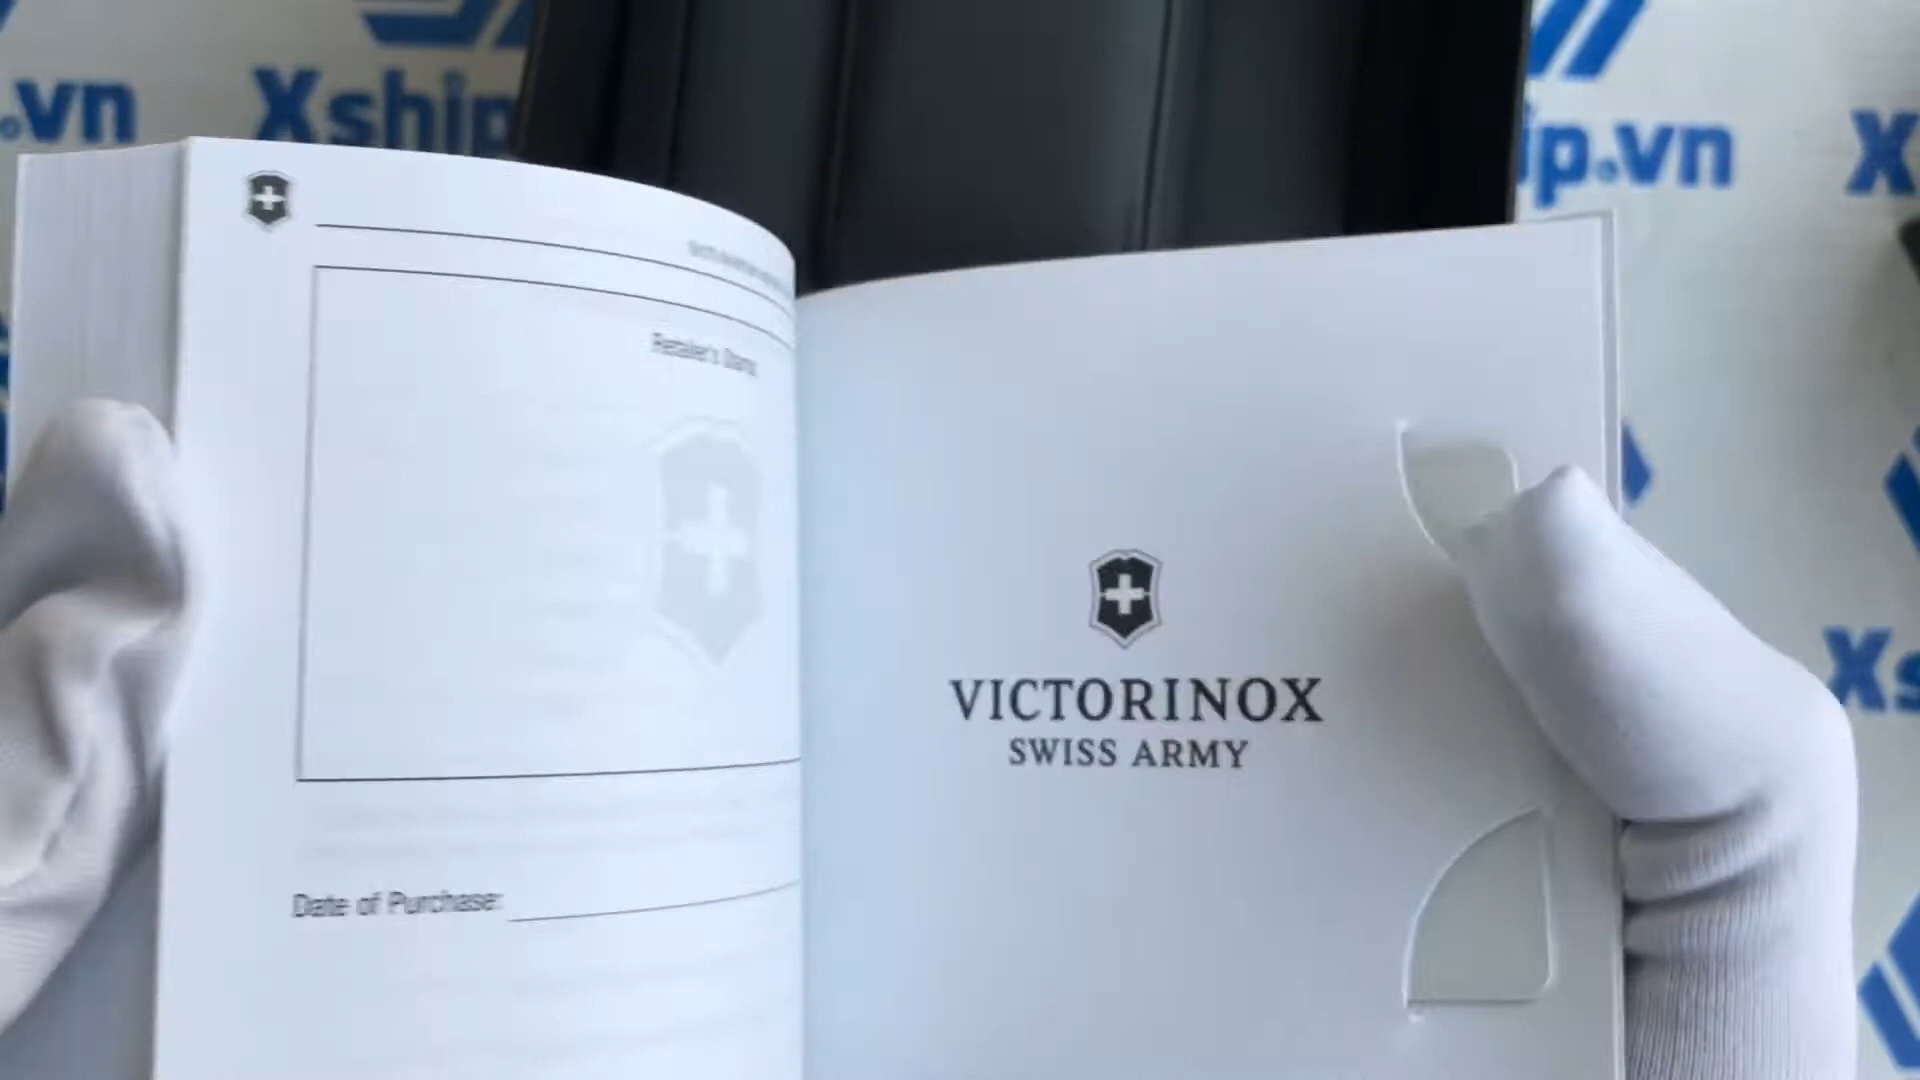 .vn
Xship
ip.vn
X
Retailer's Stamp
VICTORINOX
SWISS ARMY
Date of Purchase:
Xs